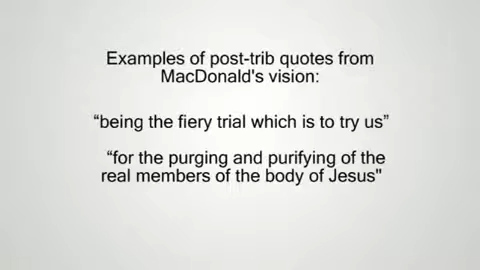 Examples of post-trib quotes from
MacDonald's vision:
“being the fiery trial which is to try us”
“for the purging and purifying of the
real members of the body of Jesus"